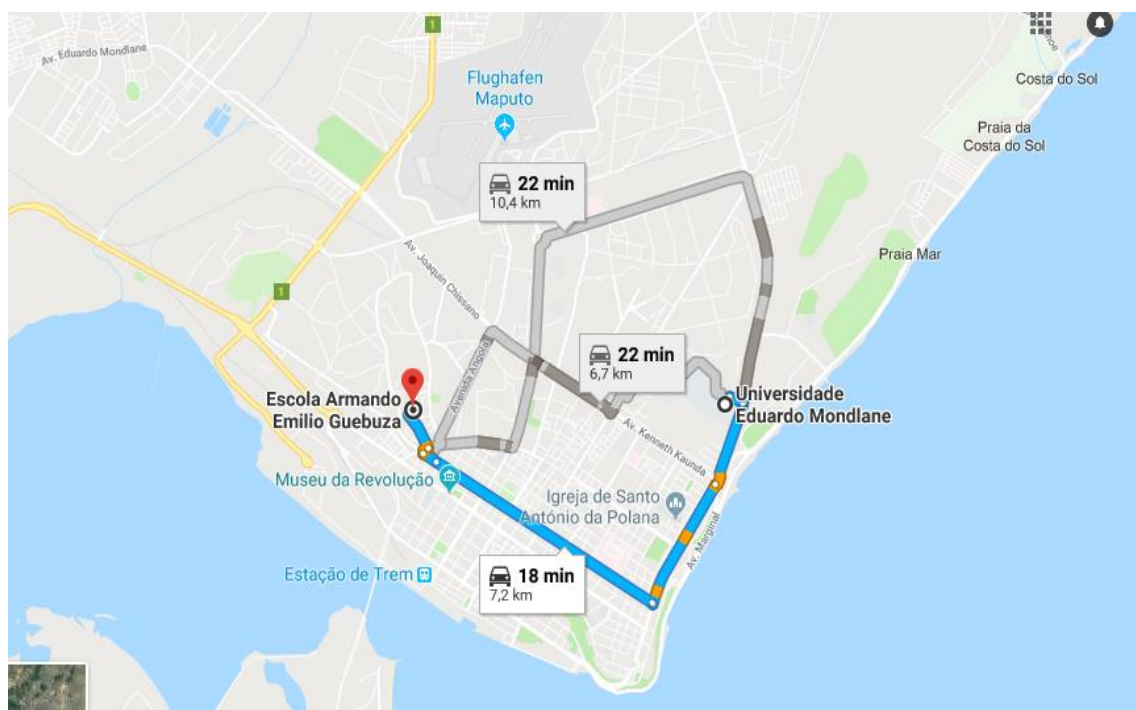 1
Av. Eduardo Mondlane
Costa do Sol
Flughafen
Maputo
Praia da
Costa do Sol
22 min
10,4 km
Praia Mar
Av. Joaquin Chissano
1
22 min
6,7 km
Avenida Angola
Escola Armando
Emilio Guebuza
Universidade
Eduardo Mondlane
Av. Kenneth Kaunda
Museu da Revolução
Igreja de Santo
António da Polana
Av. Marginal
Estação de Trem
18 min
7,2 km